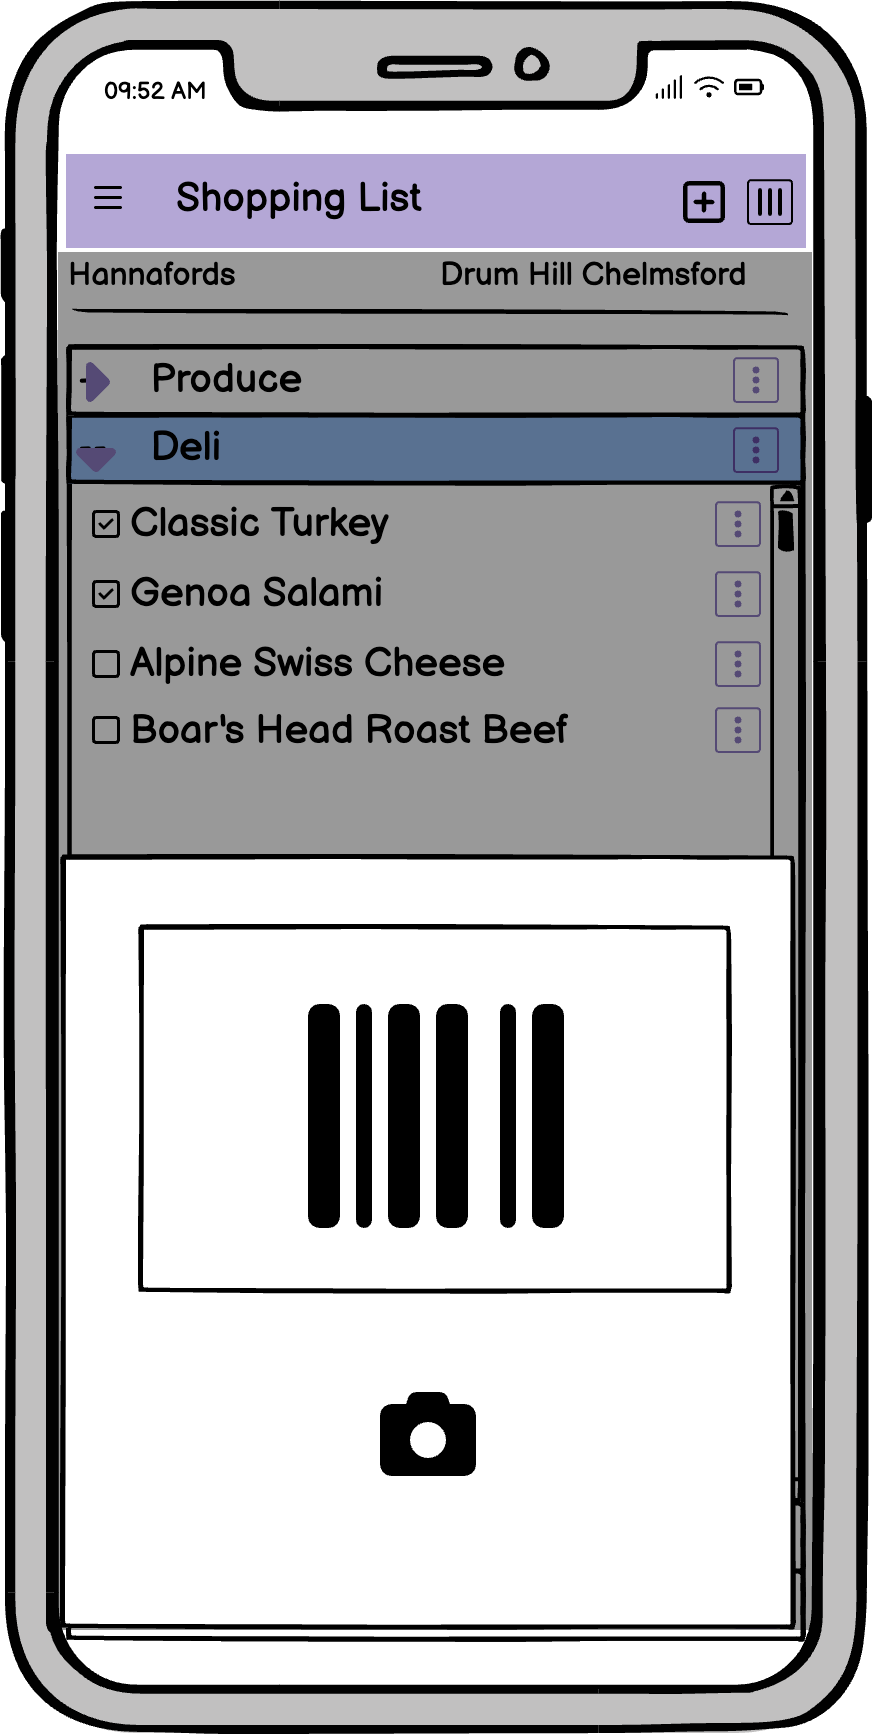 09:52 AM
Shopping List
Hannafords Drum Hill Chelmsford
Produce
Deli
Classic Turkey
Genoa Salami
Alpine Swiss Cheese
Boar's Head Roast Beef